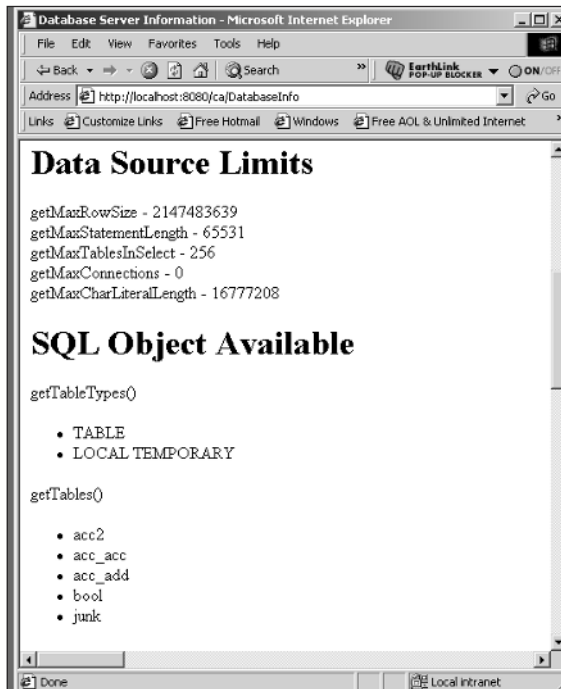 Database Server Information - Microsoft Internet Explorer
File Edit View Favorites Tools Help
Back Search » EarthLink POP-UP BLOCKER ON/OFF
Address http://localhost:8080/ca/DatabaseInfo Go
Links Customize Links Free Hotmail Windows Free AOL & Unlimited Internet »
Data Source Limits
getMaxRowSize - 2147483639
getMaxStatementLength - 65531
getMaxTablesInSelect - 256
getMaxConnections - 0
getMaxCharLiteralLength - 16777208
SQL Object Available
getTableTypes()
• TABLE
• LOCAL TEMPORARY
getTables()
• acc2
• acc_acc
• acc_add
• bool
• junk
Done Local intranet